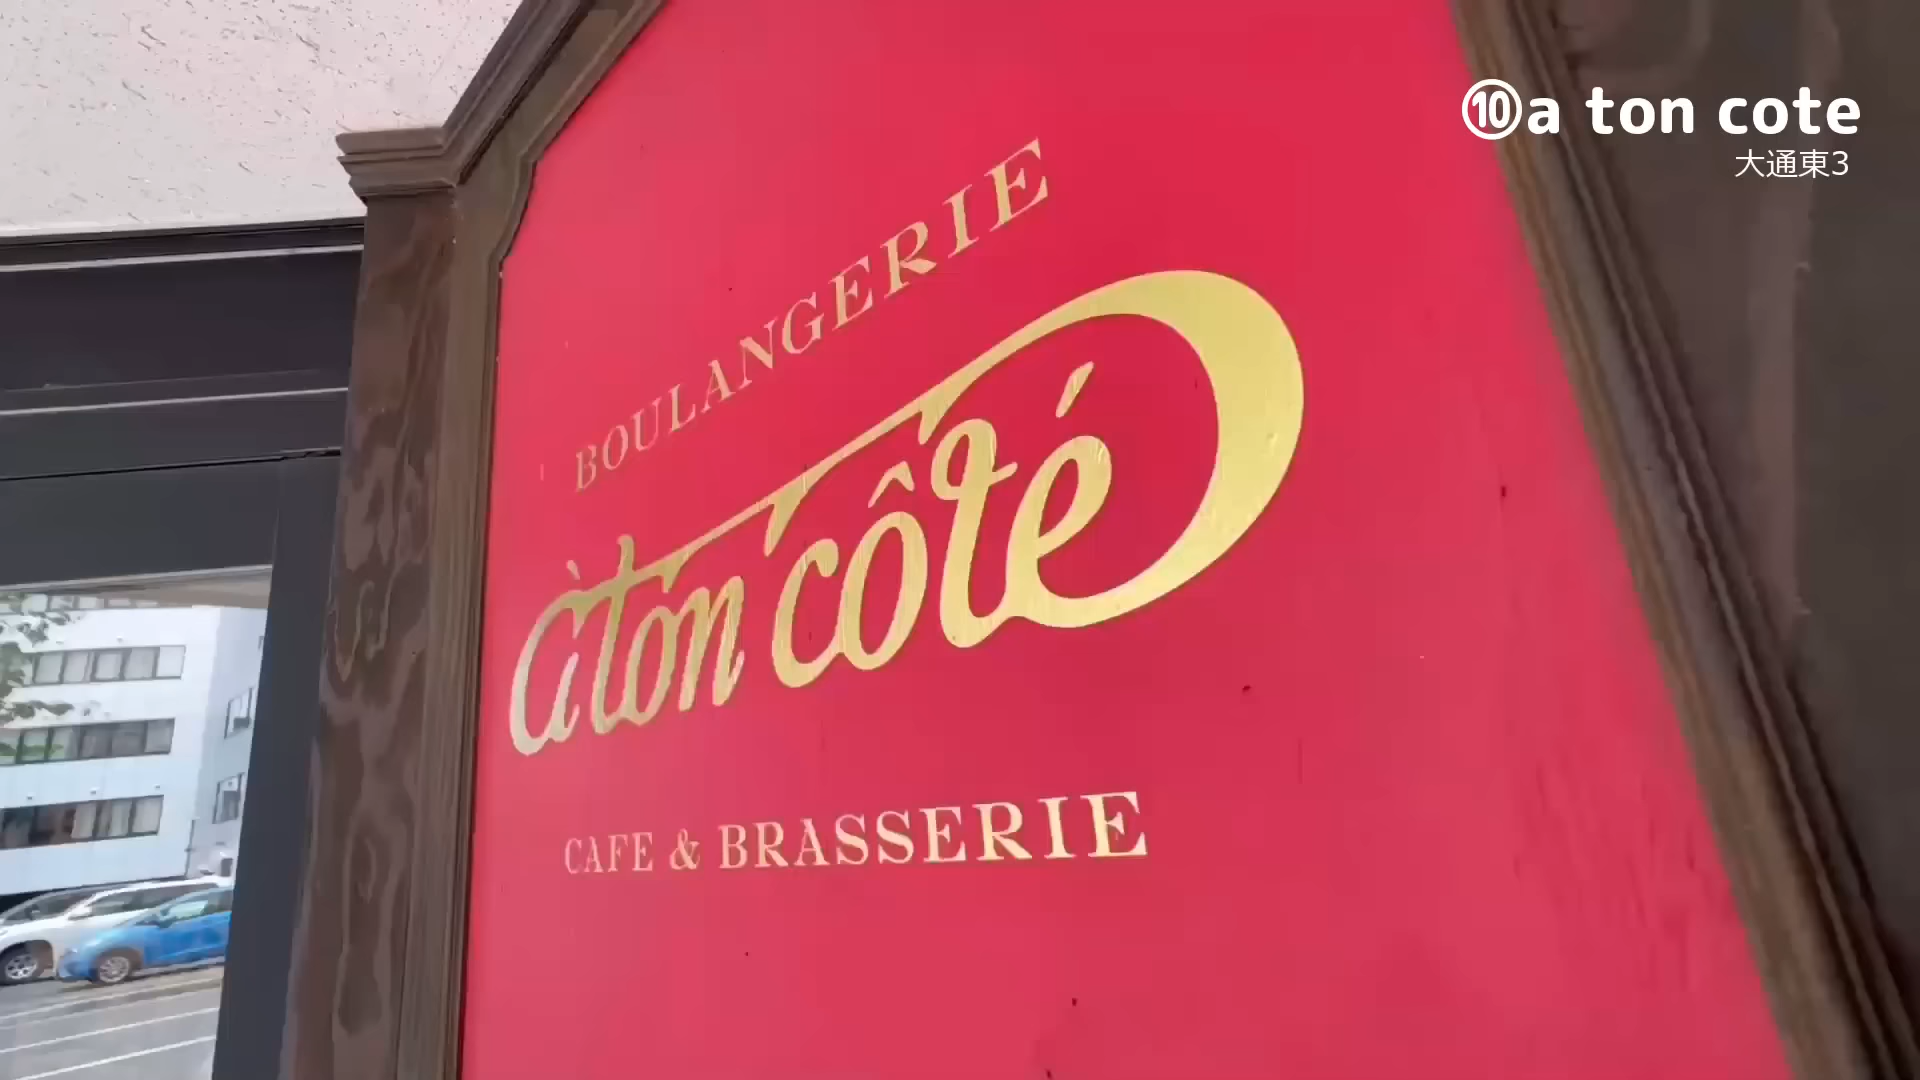 ⑩a ton cote
大通東3
BOULANGERIE
à ton côté
CAFE & BRASSERIE